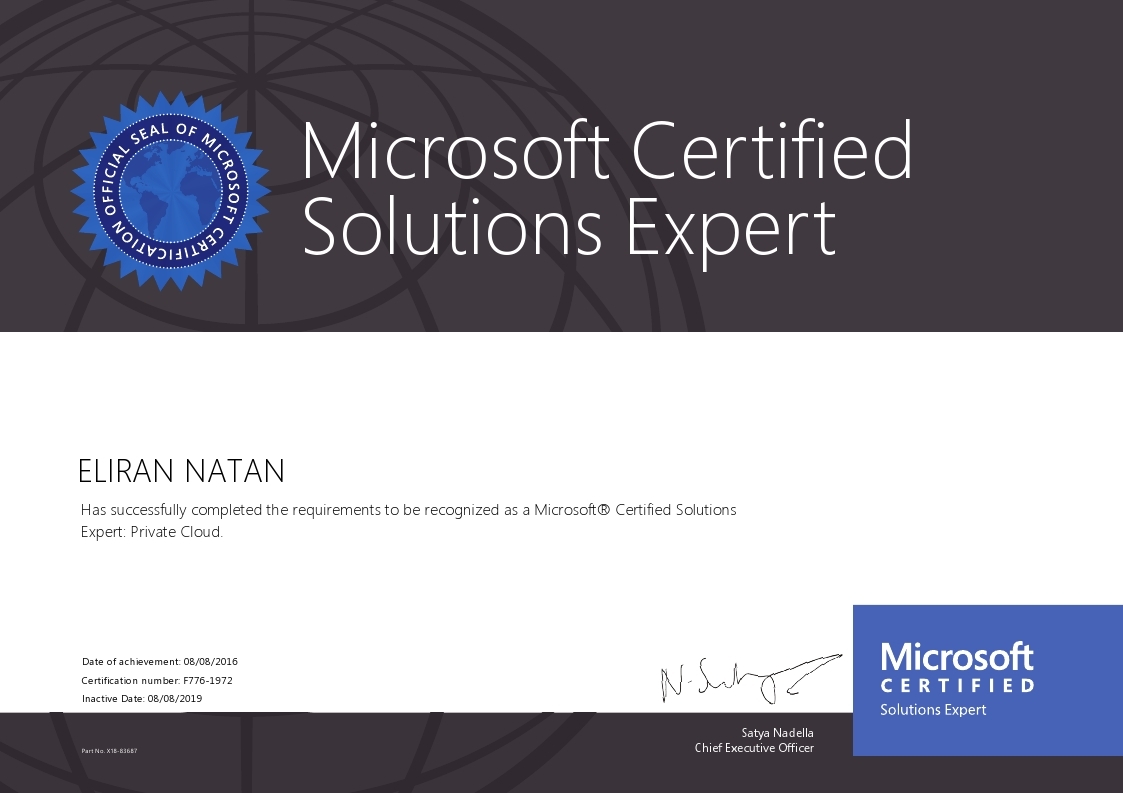 OFFICIAL SEAL OF MICROSOFT CERTIFICATION
Microsoft Certified
Solutions Expert
ELIRAN NATAN
Has successfully completed the requirements to be recognized as a Microsoft® Certified Solutions
Expert: Private Cloud.
Date of achievement: 08/08/2016
Certification number: F776-1972
Inactive Date: 08/08/2019
Part No. X18-83687
Satya Nadella
Chief Executive Officer
Microsoft
CERTIFIED
Solutions Expert